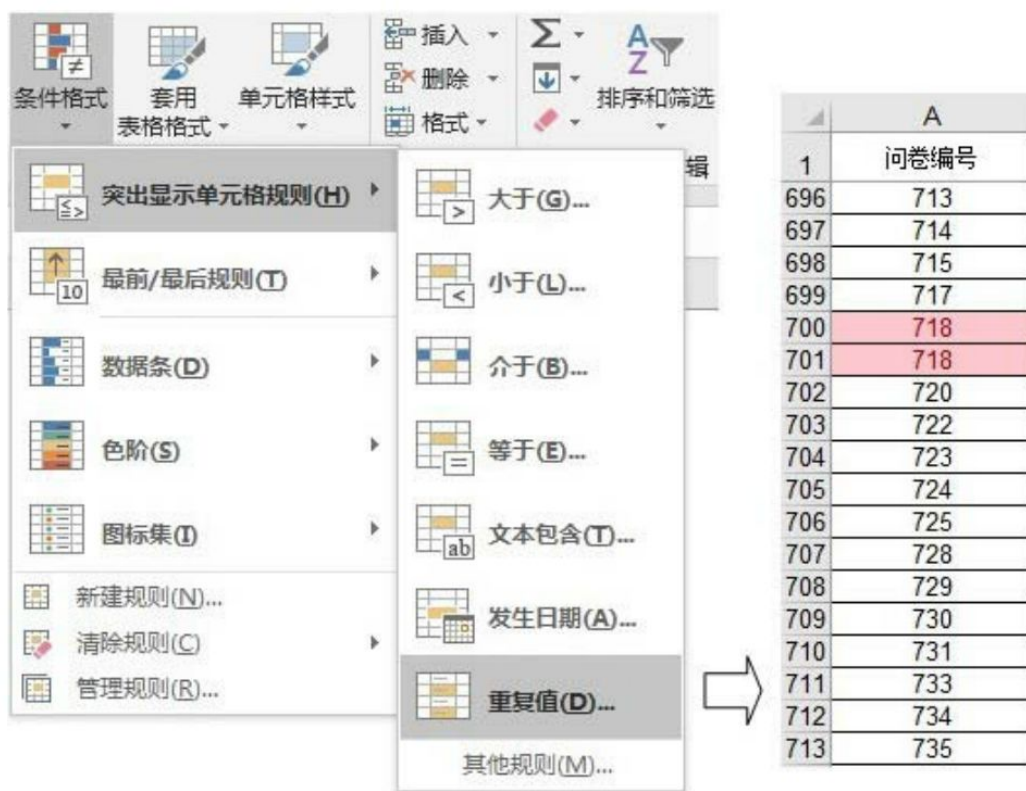 插入
删除
格式
条件格式
套用
表格格式
单元格样式
Σ
A
Z
排序和筛选
辑
突出显示单元格规则(H)
最前/最后规则(T)
10
数据条(D)
色阶(S)
图标集(I)
新建规则(N)...
清除规则(C)
管理规则(R)...
大于(G)...
小于(L)...
介于(B)...
等于(E)...
文本包含(T)...
ab
发生日期(A)...
重复值(D)...
其他规则(M)...
A
1 问卷编号
696 713
697 714
698 715
699 717
700 718
701 718
702 720
703 722
704 723
705 724
706 725
707 728
708 729
709 730
710 731
711 733
712 734
713 735